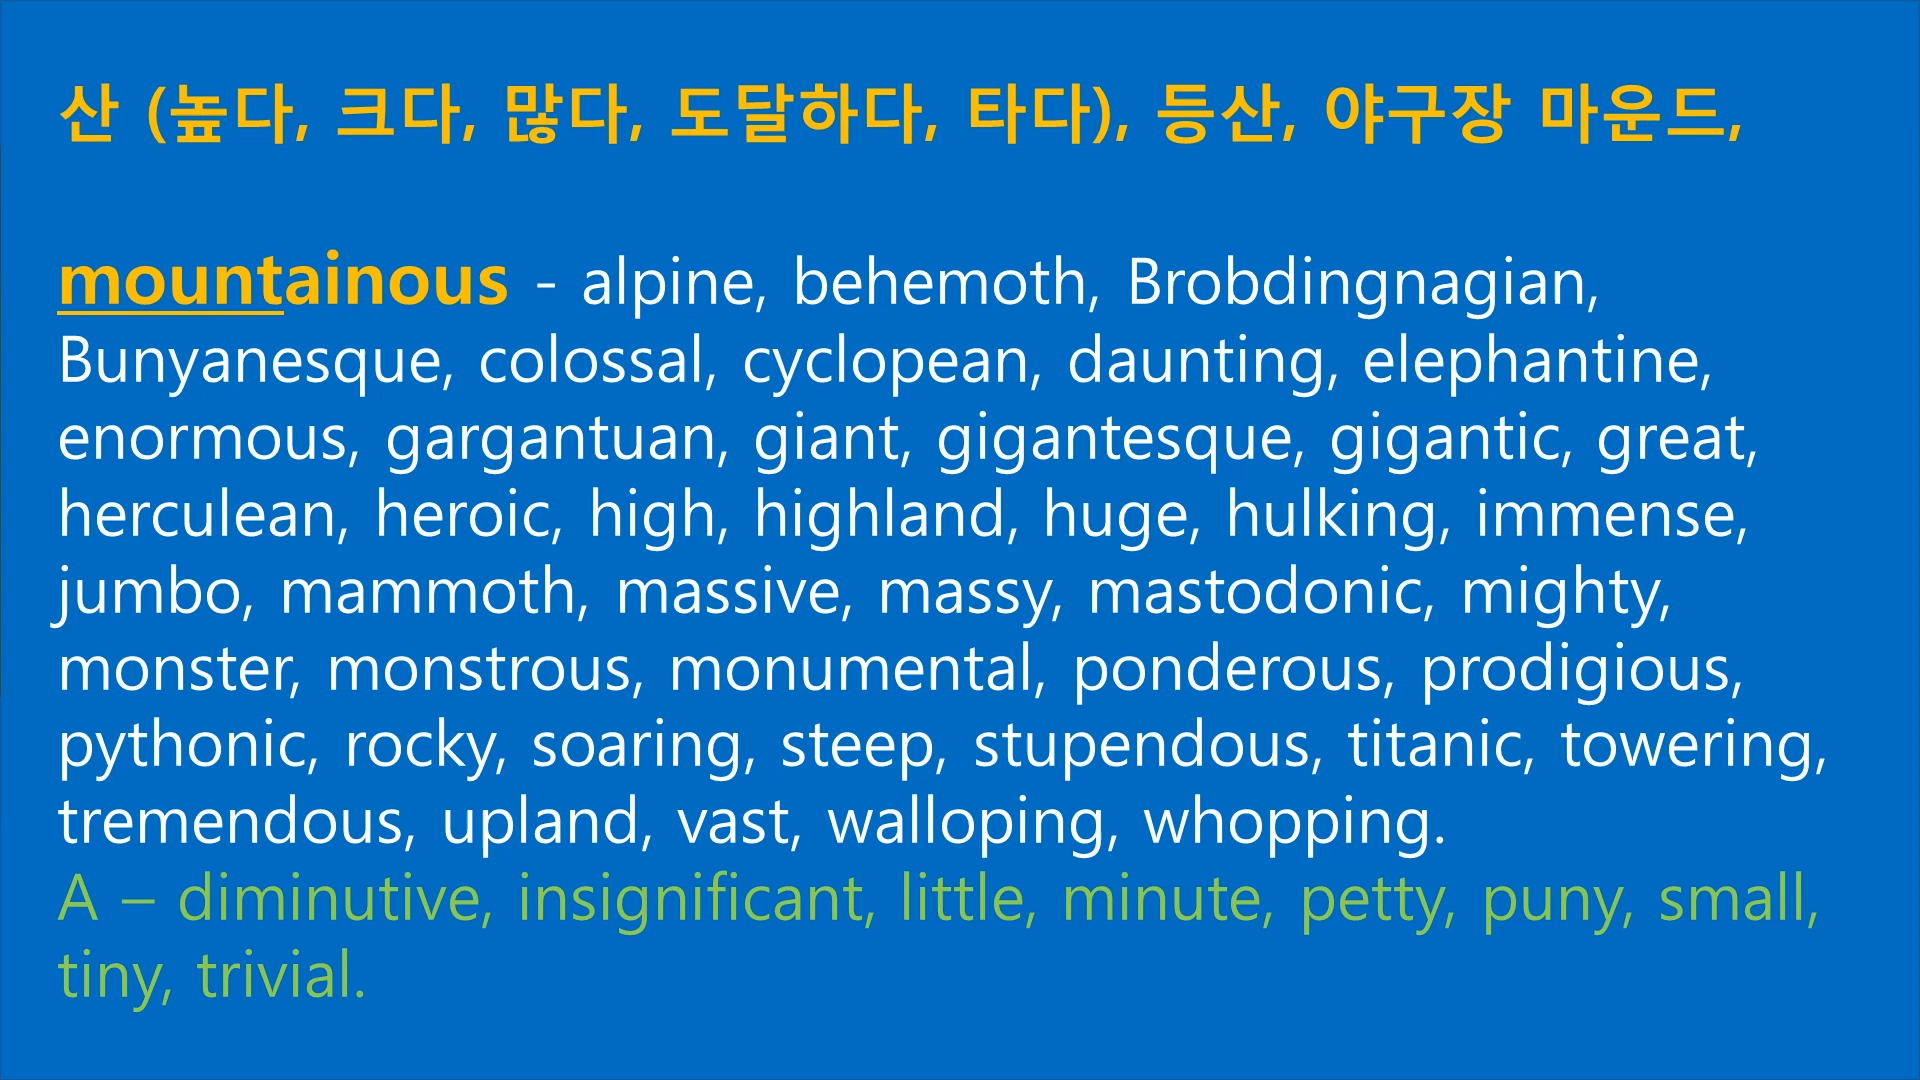 산 (높다, 크다, 많다, 도달하다, 타다), 등산, 야구장 마운드,
mountainous - alpine, behemoth, Brobdingnagian,
Bunyanesque, colossal, cyclopean, daunting, elephantine,
enormous, gargantuan, giant, gigantesque, gigantic, great,
herculean, heroic, high, highland, huge, hulking, immense,
jumbo, mammoth, massive, massy, mastodonic, mighty,
monster, monstrous, monumental, ponderous, prodigious,
pythonic, rocky, soaring, steep, stupendous, titanic, towering,
tremendous, upland, vast, walloping, whopping.
A – diminutive, insignificant, little, minute, petty, puny, small,
tiny, trivial.